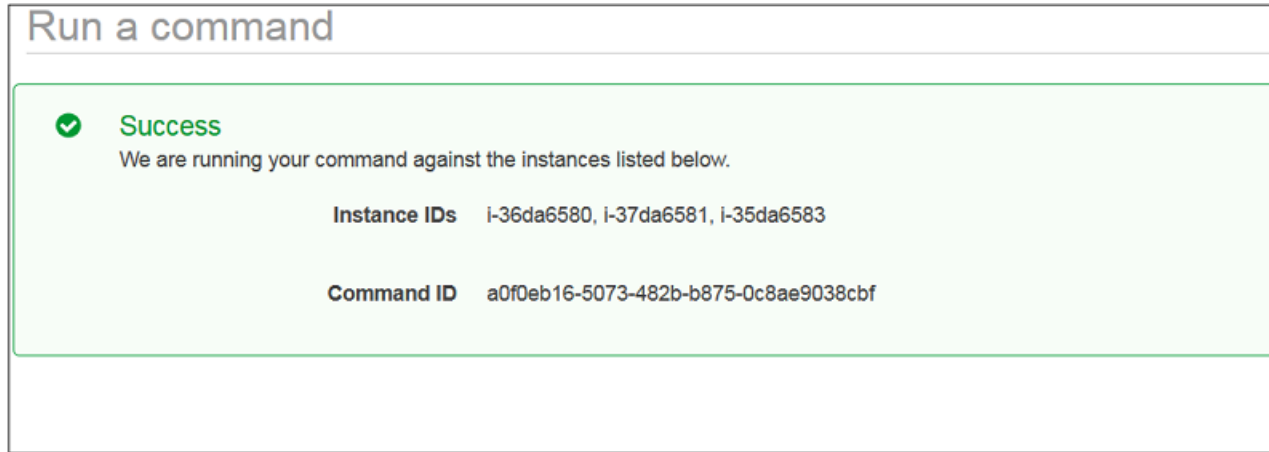 Run a command
Success
We are running your command against the instances listed below.
Instance IDs i-36da6580, i-37da6581, i-35da6583
Command ID a0f0eb16-5073-482b-b875-0c8ae9038cbf